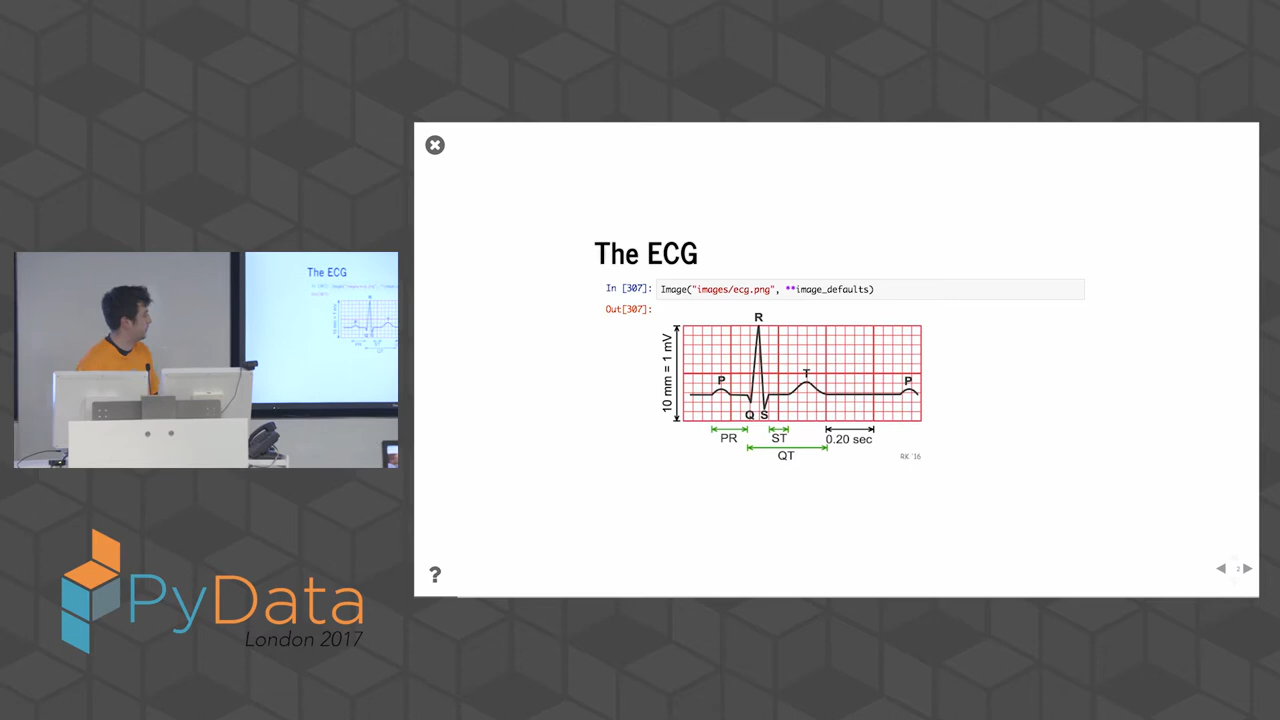 The ECG
In [307]: Image("images/ecg.png", **image_defaults)
Out[307]:
R
10 mm = 1 mV
P T P
Q S
PR ST 0.20 sec
QT
RK '16
?
2
The ECG
PyData
London 2017